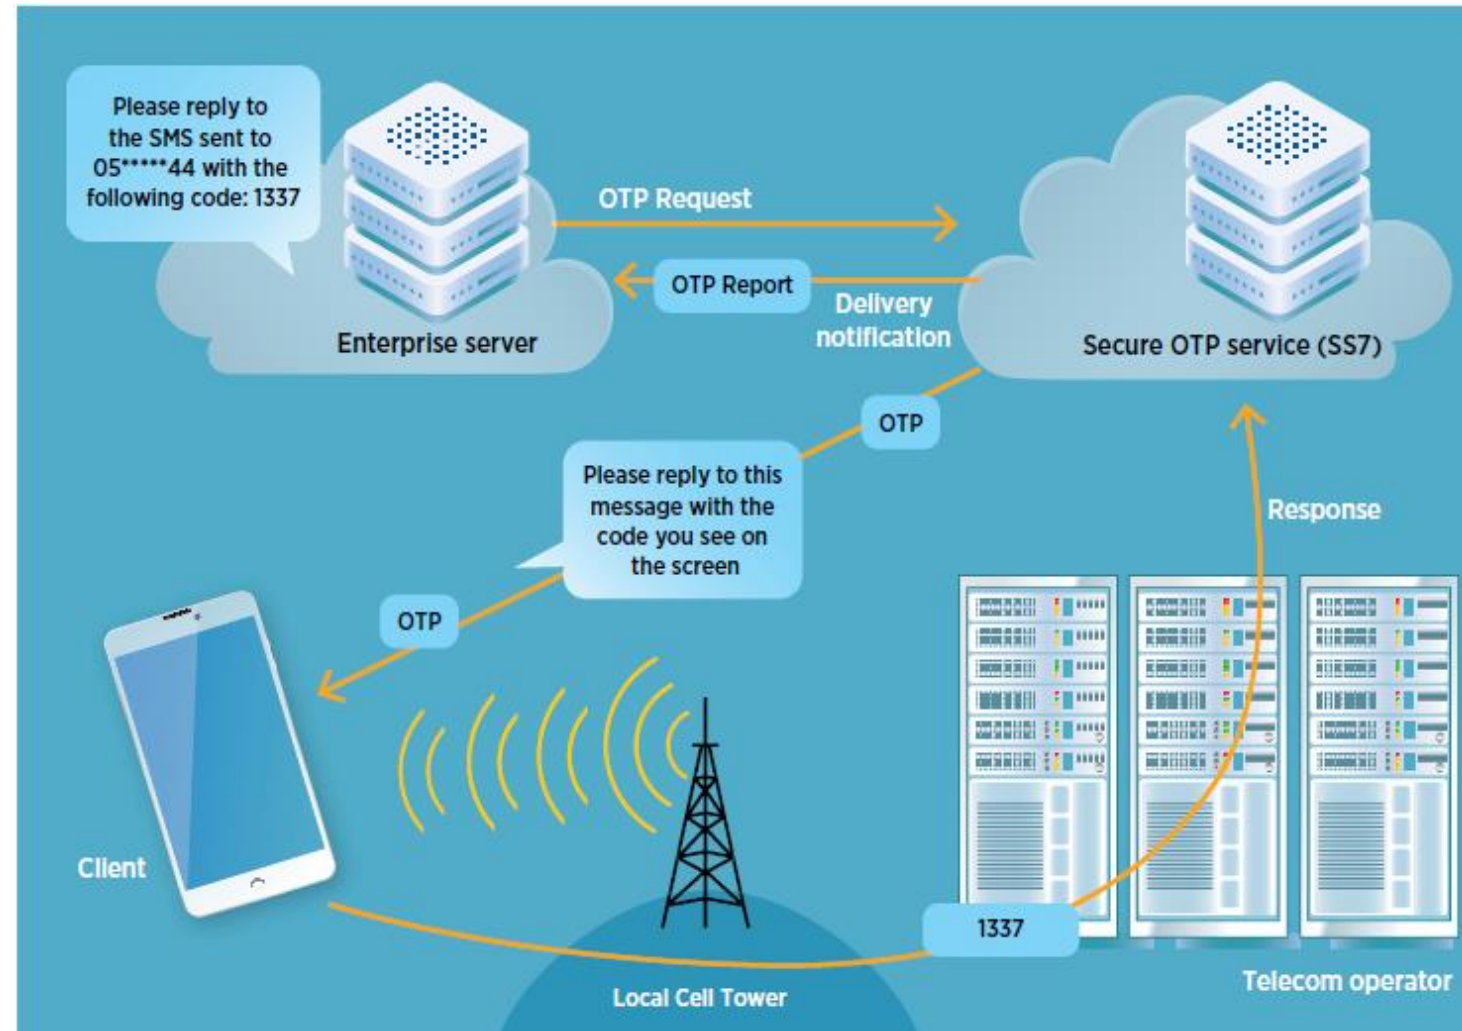 Please reply to
the SMS sent to
05*****44 with the
following code: 1337
Enterprise server
OTP Request
OTP Report
Delivery
notification
Secure OTP service (SS7)
OTP
Please reply to this
message with the
code you see on
the screen
OTP
Response
Client
1337
Local Cell Tower
Telecom operator